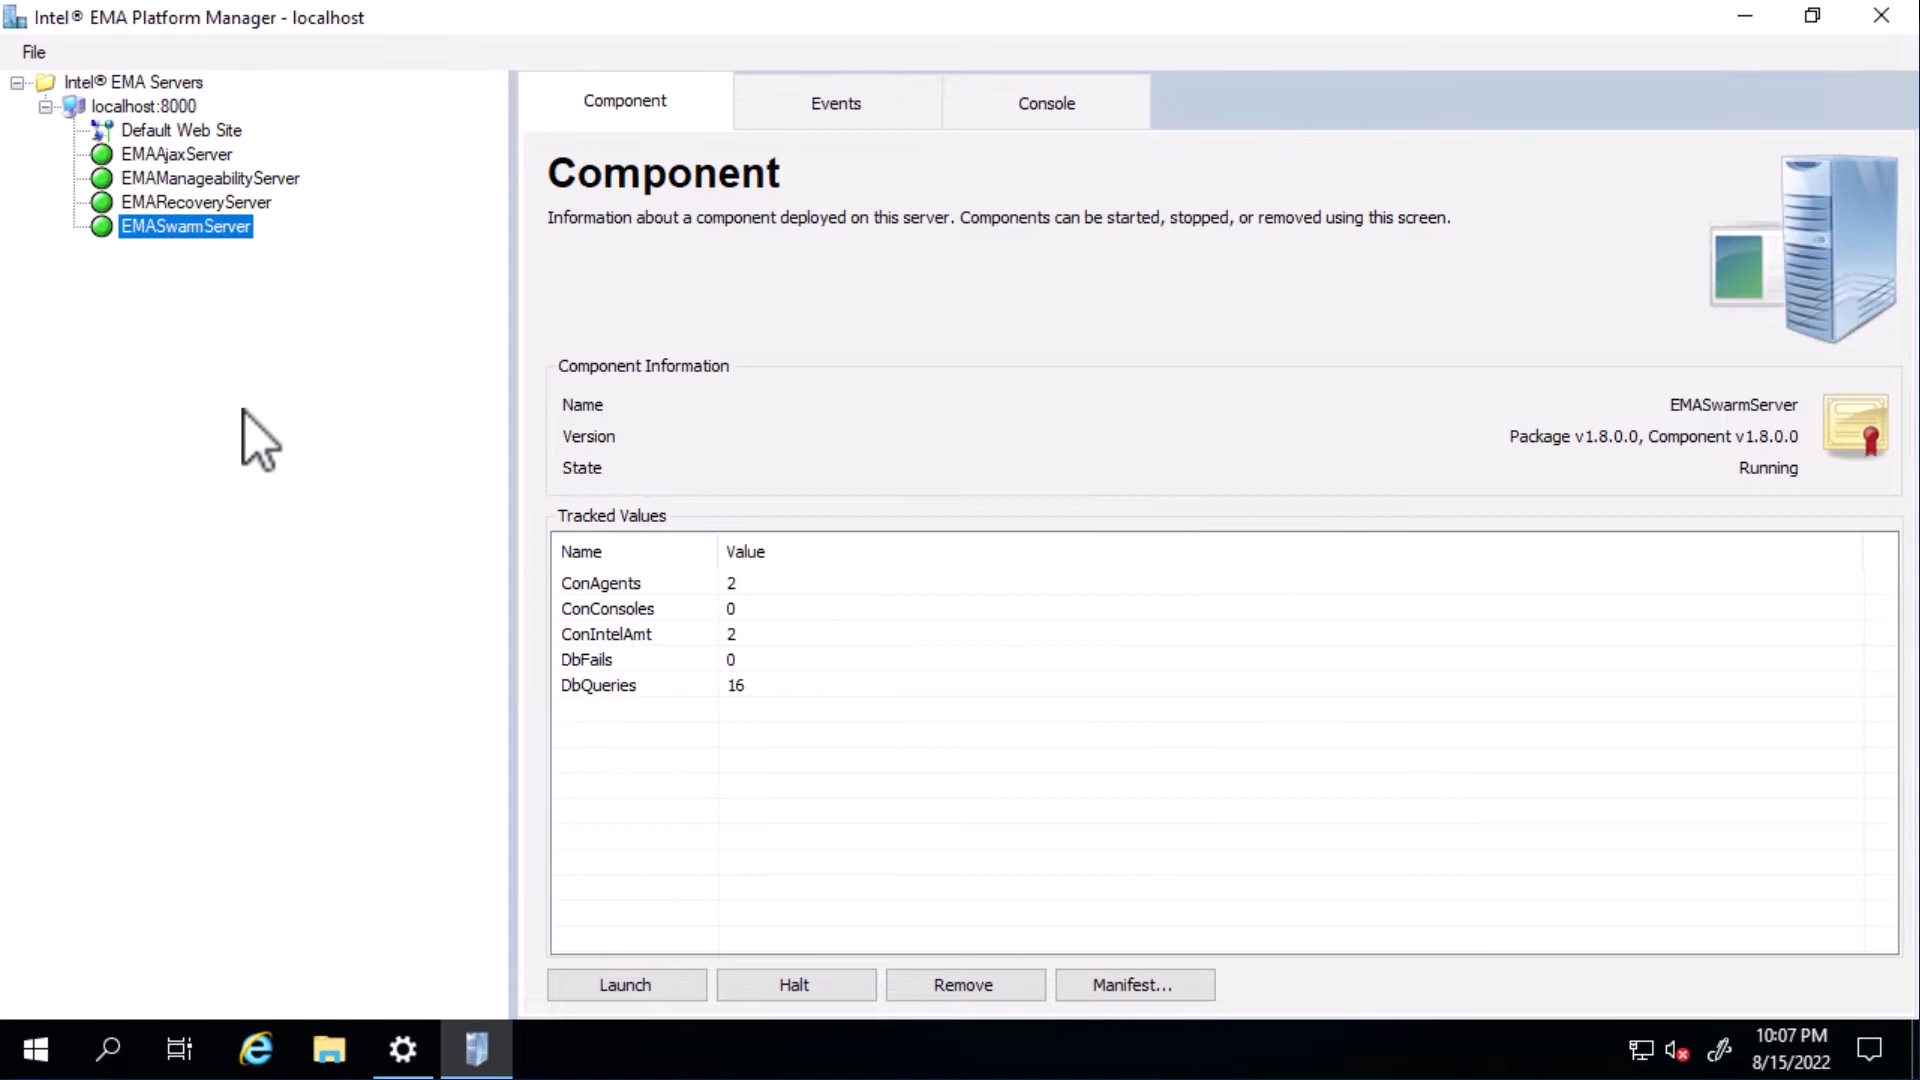 Intel® EMA Platform Manager - localhost
File
Intel® EMA Servers
localhost:8000
Default Web Site
EMAAjaxServer
EMAManageabilityServer
EMARecoveryServer
EMASwarmServer
Component
Events
Console
Component
Information about a component deployed on this server. Components can be started, stopped, or removed using this screen.
Component Information
Name EMASwarmServer
Version Package v1.8.0.0, Component v1.8.0.0
State Running
Tracked Values
Name Value
ConAgents 2
ConConsoles 0
ConIntelAmt 2
DbFails 0
DbQueries 16
Launch
Halt
Remove
Manifest...
10:07 PM
8/15/2022